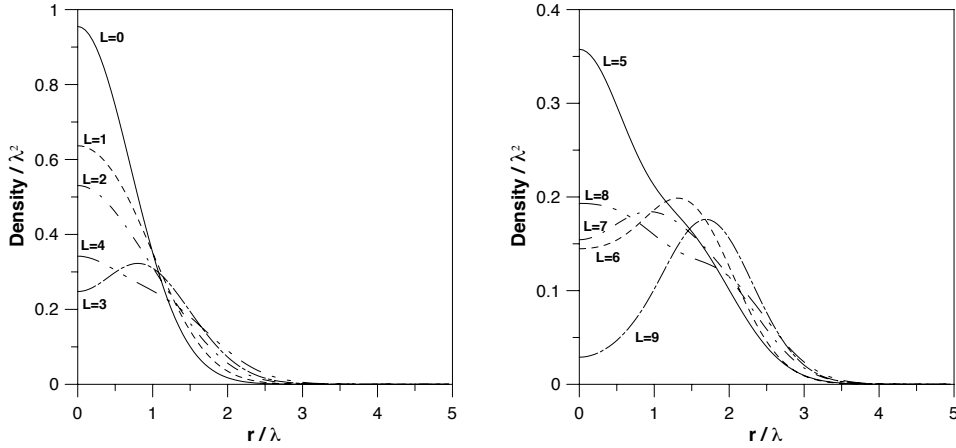 Density / λ²
1
0.8
0.6
0.4
0.2
0
L=0
L=1
L=2
L=4
L=3
0 1 2 3 4 5
r / λ
Density / λ²
0.4
0.3
0.2
0.1
0
L=5
L=8
L=7
L=6
L=9
0 1 2 3 4 5
r / λ